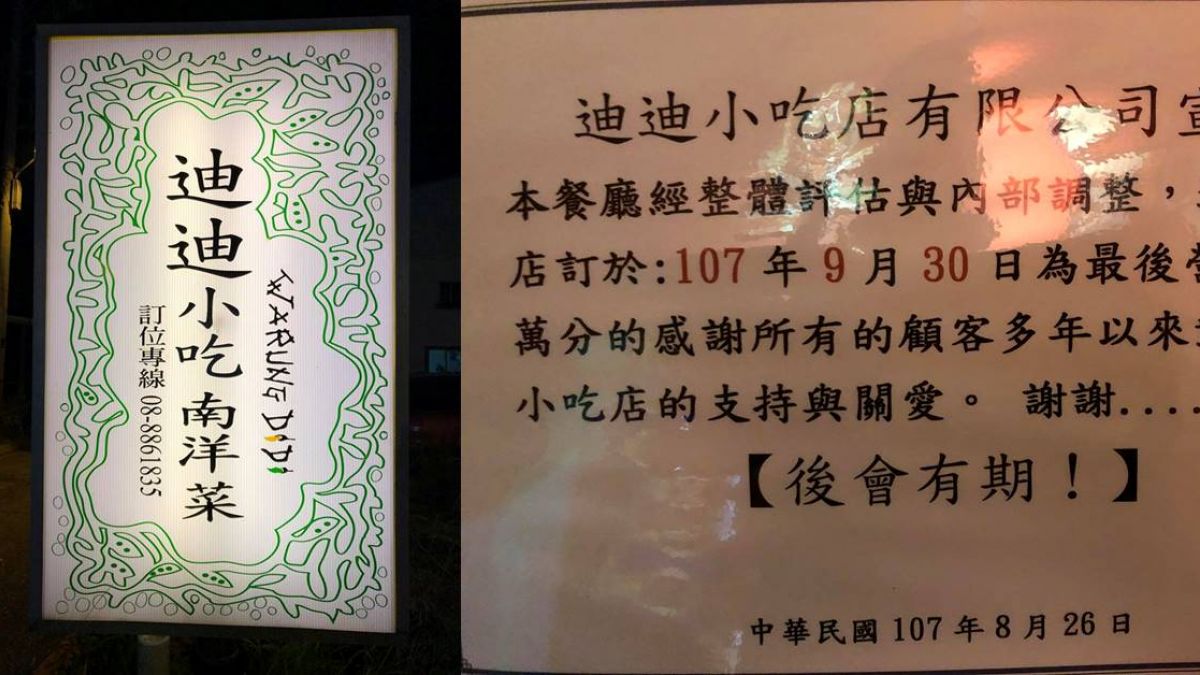 迪迪小吃南洋菜
WARUNG DiDi
訂位專線 08-8861835
迪迪小吃店有限公司宣
本餐廳經整體評估與內部調整，
店訂於:107 年 9 月 30 日為最後營
萬分的感謝所有的顧客多年以來
小吃店的支持與關愛。 謝謝....
【後會有期！】
中華民國 107 年 8 月 26 日